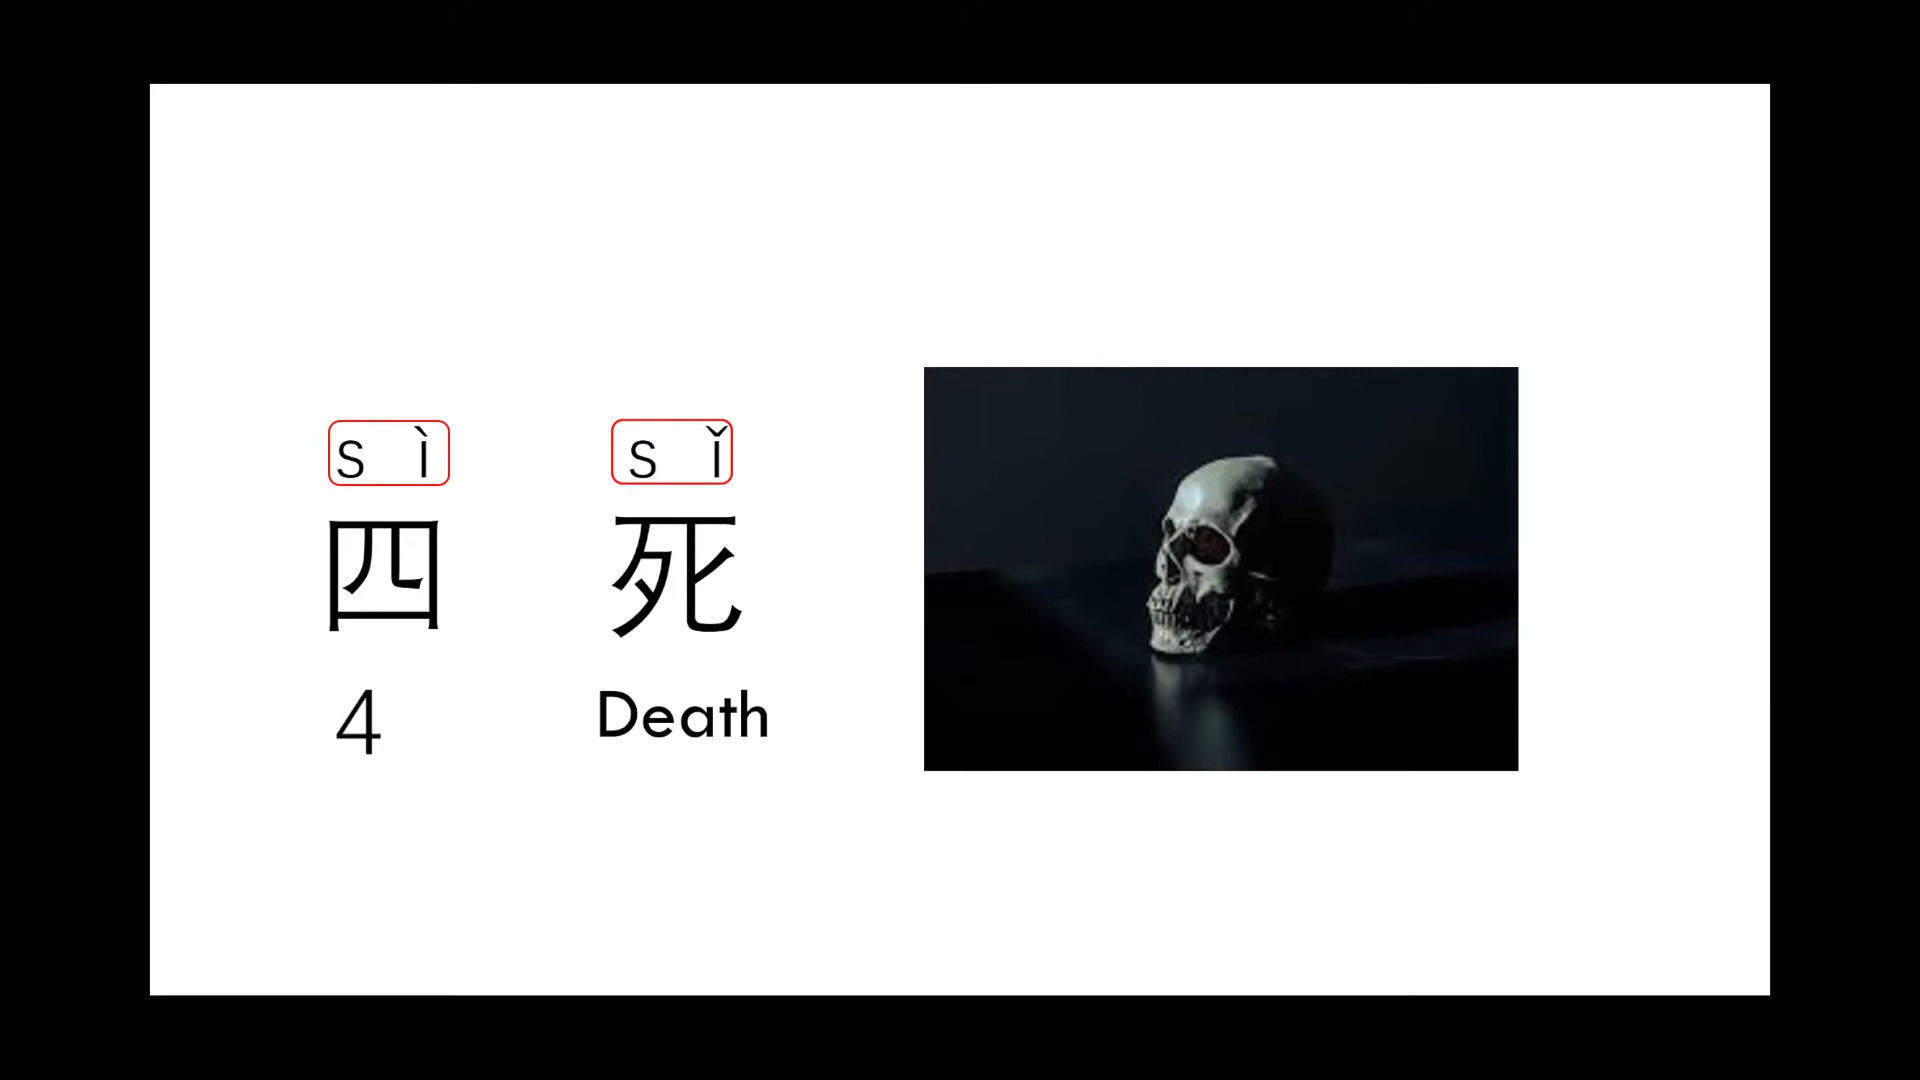 sì sǐ
四 死
4 Death